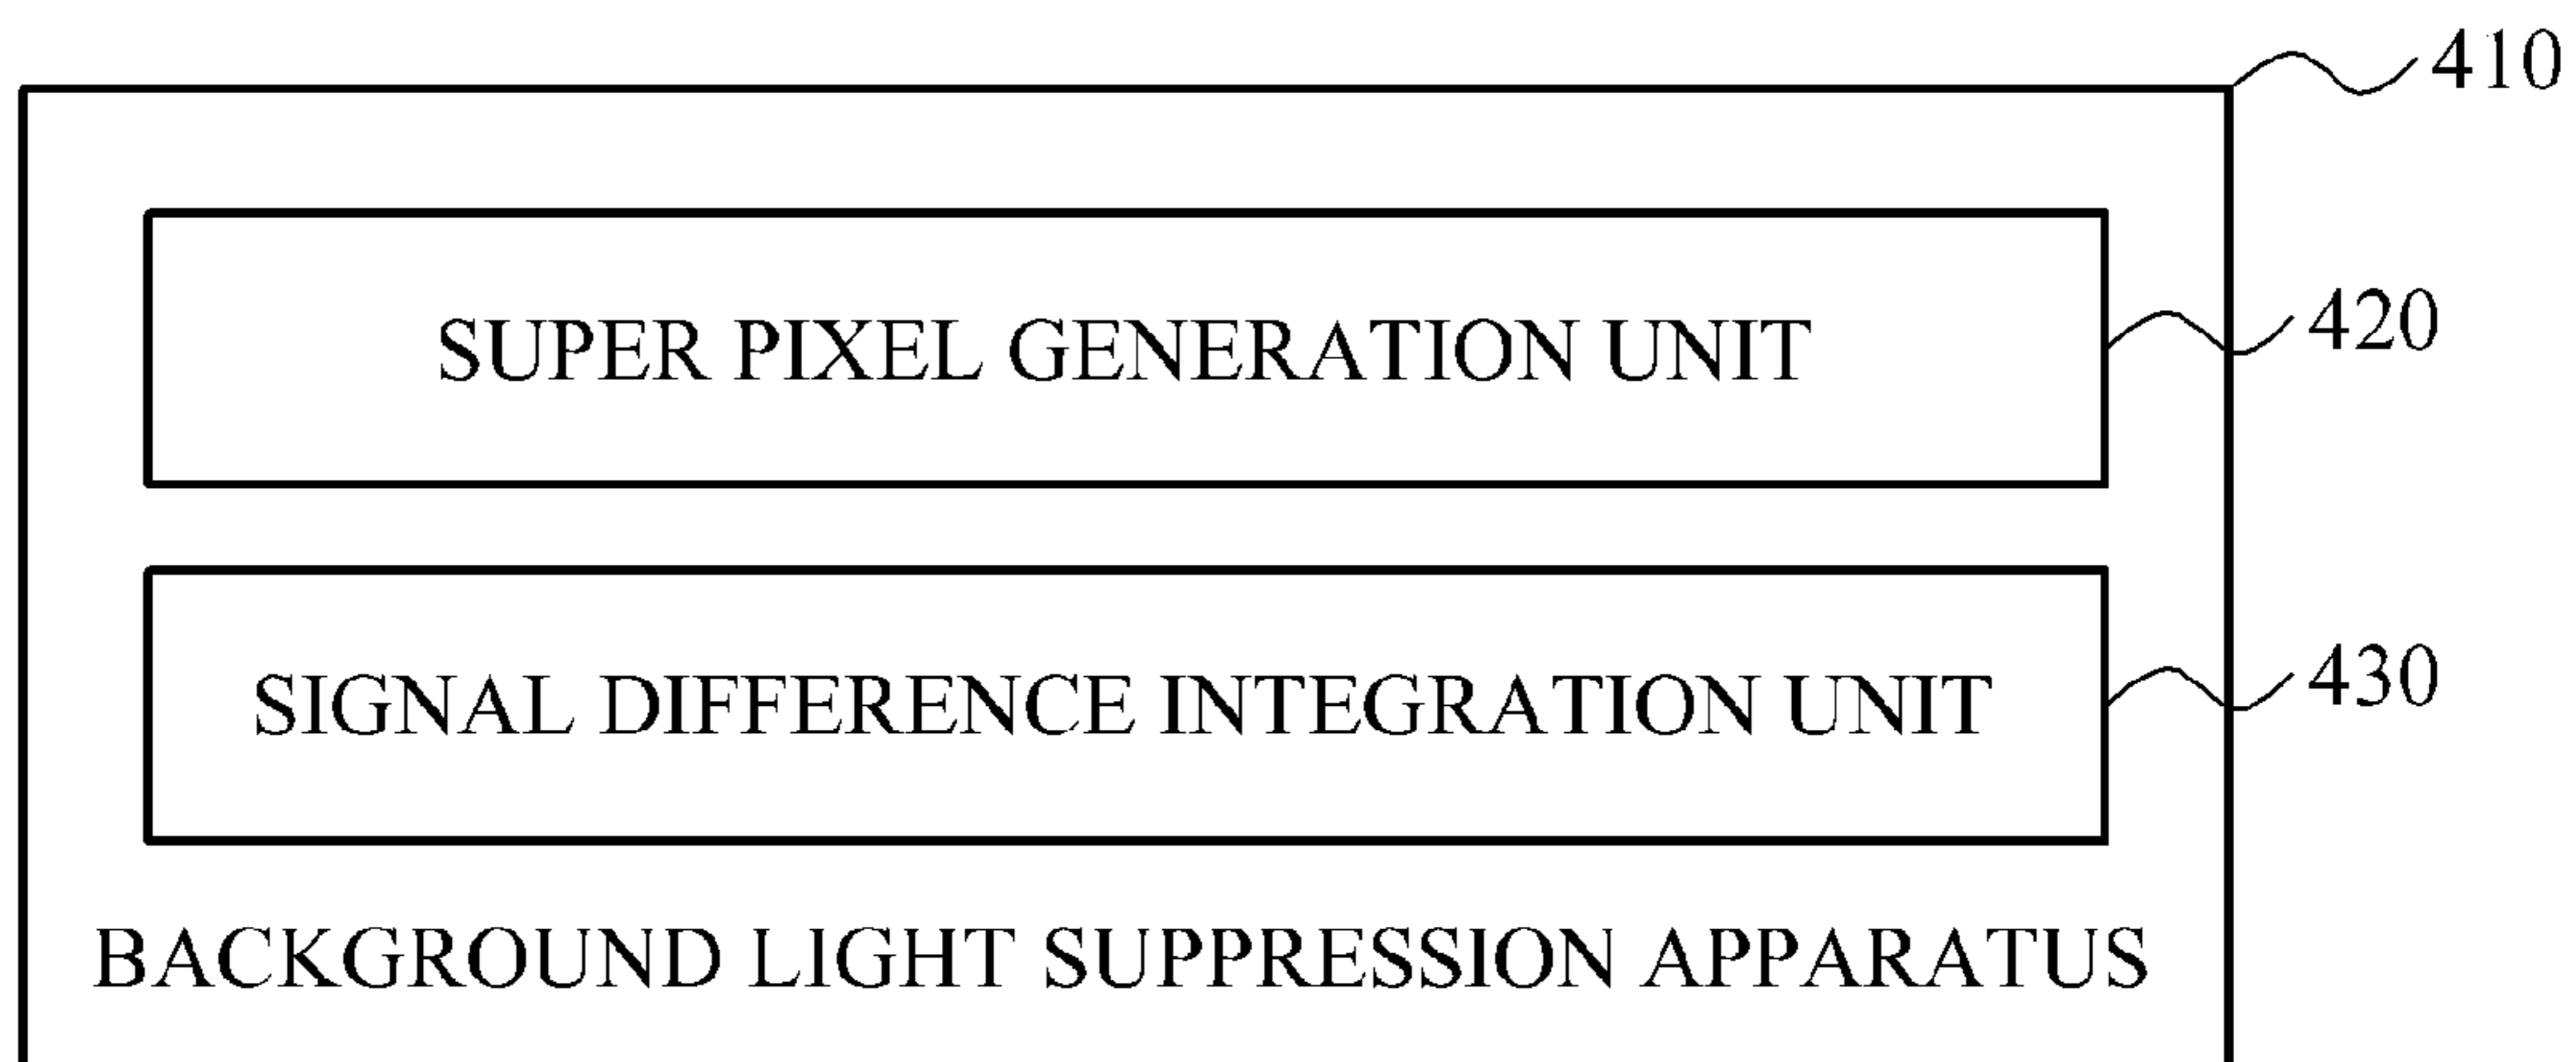 410
SUPER PIXEL GENERATION UNIT
420
SIGNAL DIFFERENCE INTEGRATION UNIT
430
BACKGROUND LIGHT SUPPRESSION APPARATUS